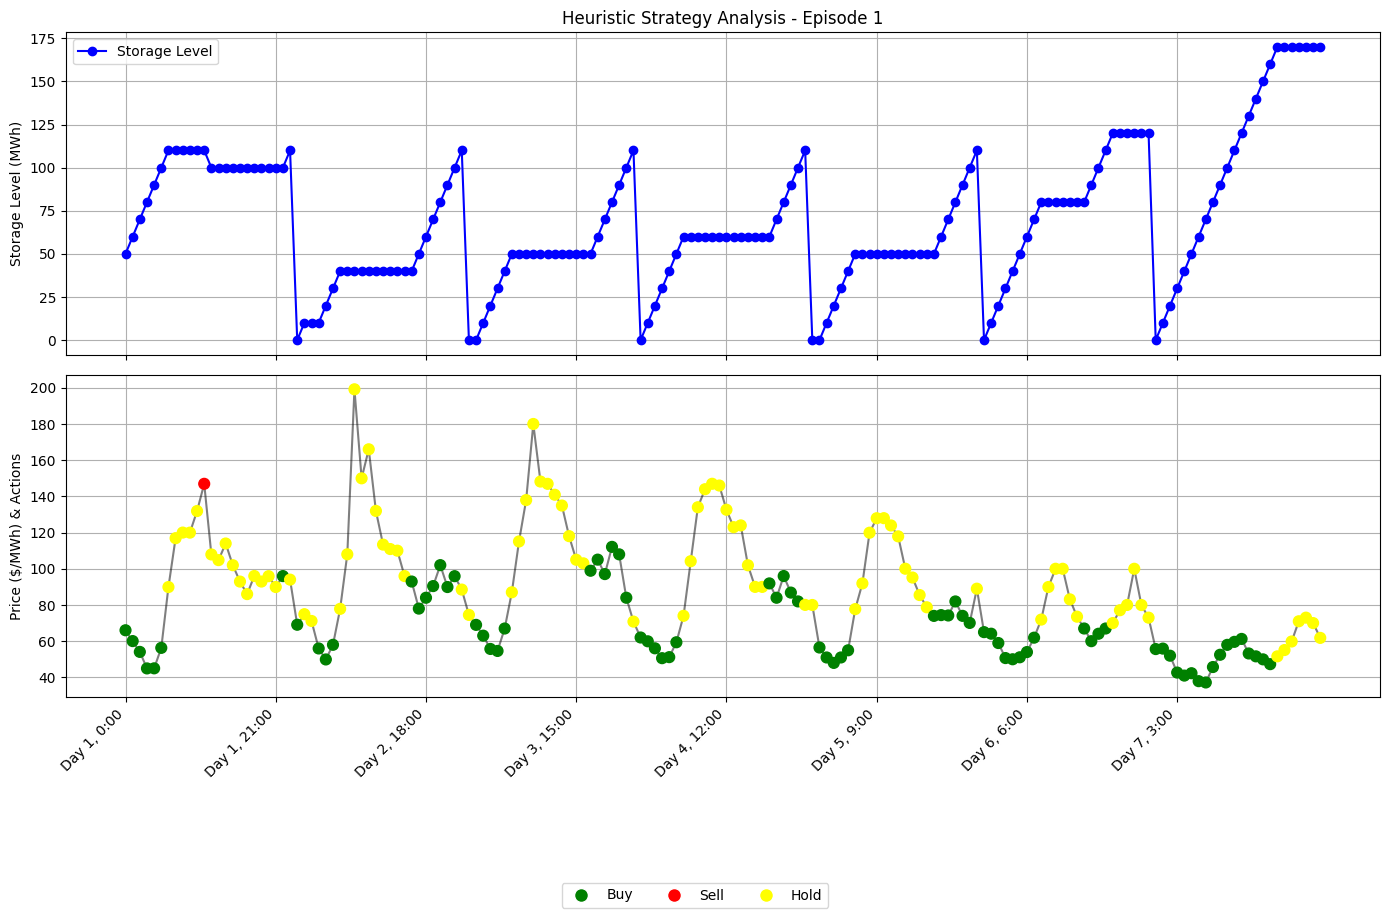 Heuristic Strategy Analysis - Episode 1
Storage Level (MWh)
175
150
125
100
75
50
25
0
Storage Level
Price ($/MWh) & Actions
200
180
160
140
120
100
80
60
40
Day 1, 0:00
Day 1, 21:00
Day 2, 18:00
Day 3, 15:00
Day 4, 12:00
Day 5, 9:00
Day 6, 6:00
Day 7, 3:00
Buy
Sell
Hold